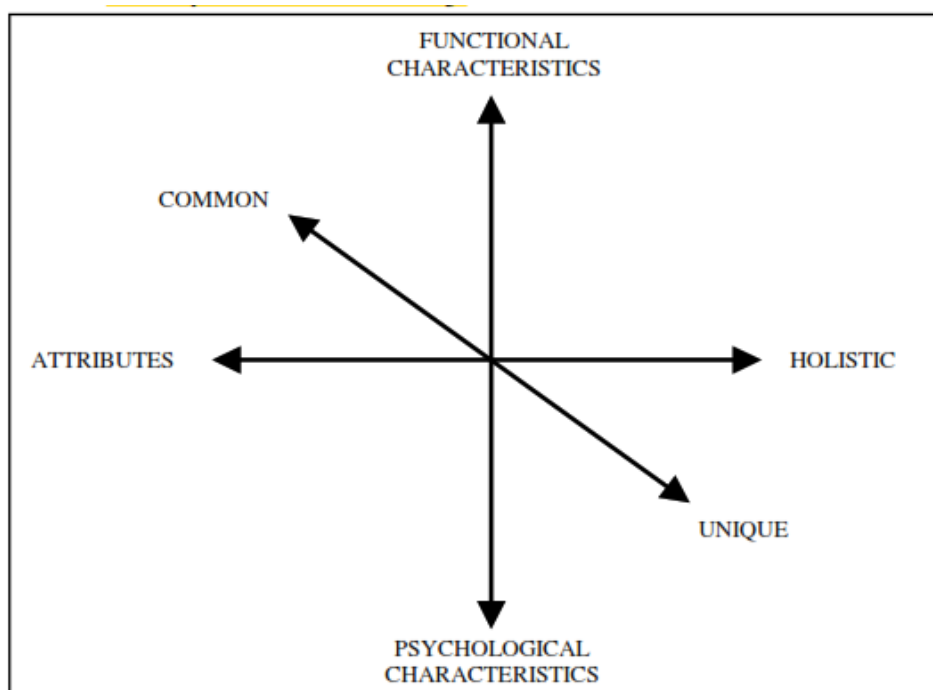 FUNCTIONAL
CHARACTERISTICS
COMMON
ATTRIBUTES
HOLISTIC
UNIQUE
PSYCHOLOGICAL
CHARACTERISTICS